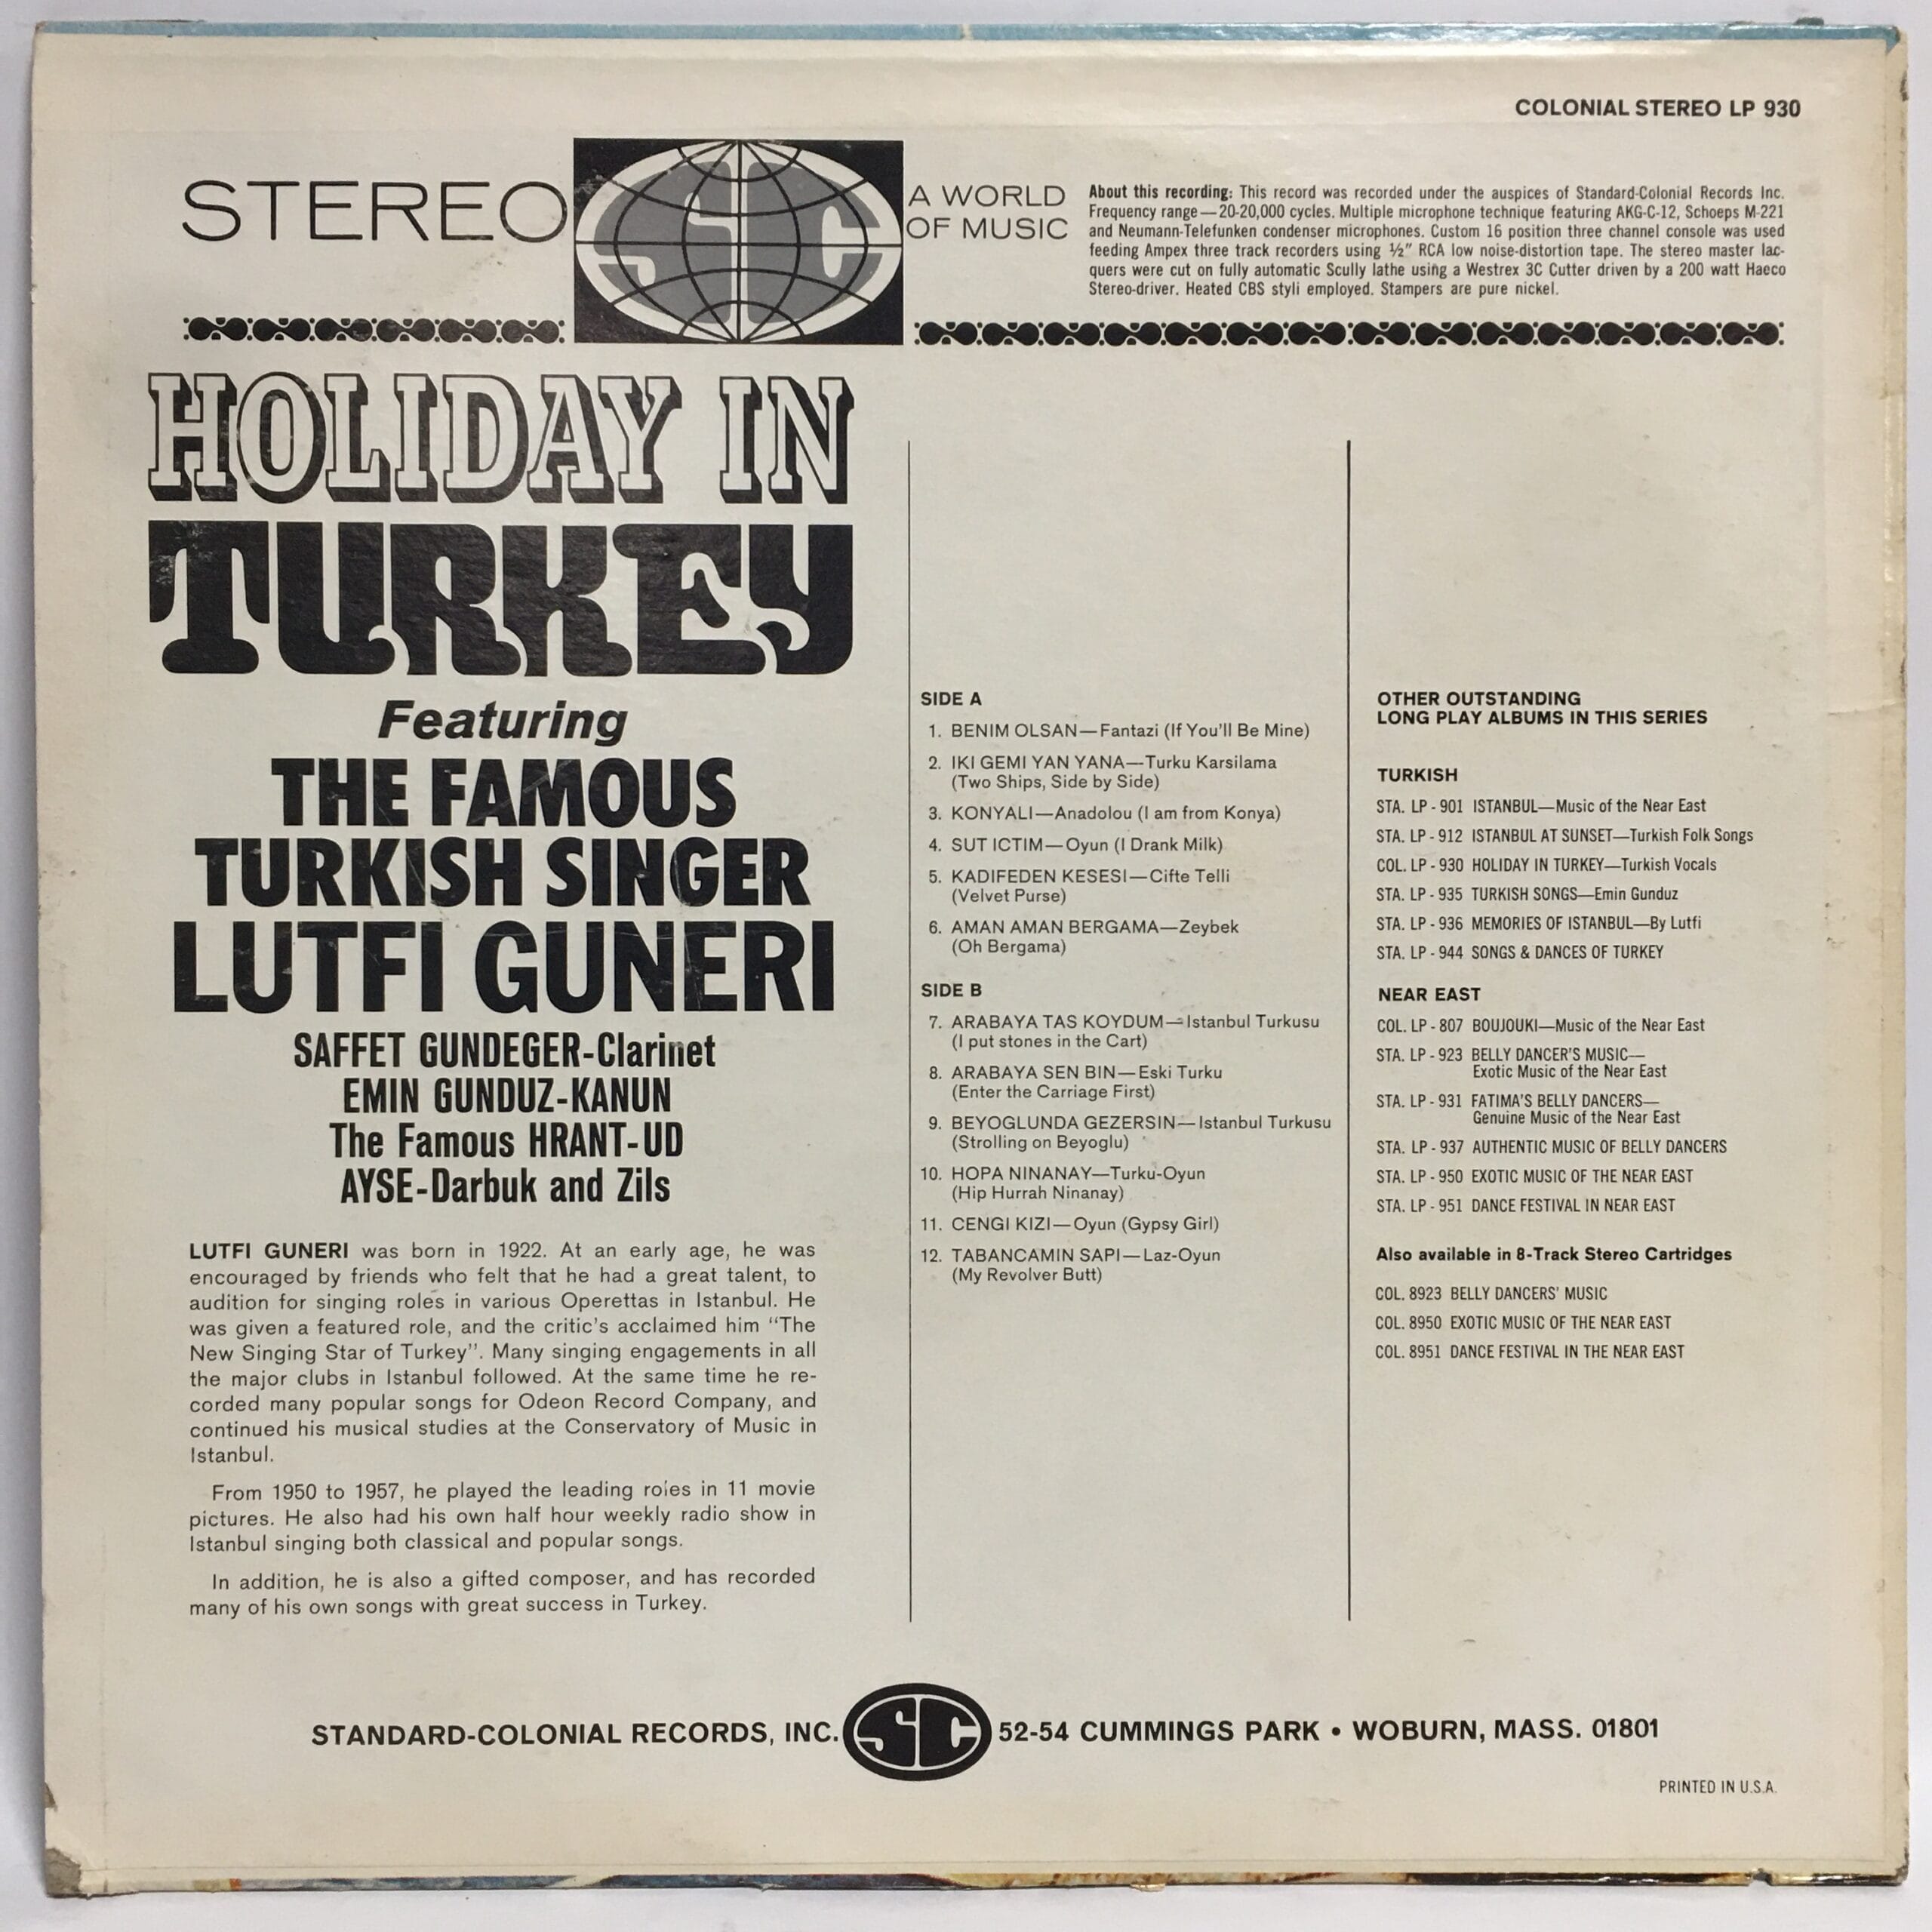 COLONIAL STEREO LP 930
STEREO
SC
A WORLD
OF MUSIC
About this recording: This record was recorded under the auspices of Standard-Colonial Records Inc.
Frequency range—20-20,000 cycles. Multiple microphone technique featuring AKG-C-12, Schoeps M-221
and Neumann-Telefunken condenser microphones. Custom 16 position three channel console was used
feeding Ampex three track recorders using ½" RCA low noise-distortion tape. The stereo master lac-
quers were cut on fully automatic Scully lathe using a Westrex 3C Cutter driven by a 200 watt Haeco
Stereo-driver. Heated CBS styli employed. Stampers are pure nickel.
HOLIDAY IN
TURKEY
Featuring
THE FAMOUS
TURKISH SINGER
LUTFI GUNERI
SAFFET GUNDEGER-Clarinet
EMIN GUNDUZ-KANUN
The Famous HRANT-UD
AYSE-Darbuk and Zils
LUTFI GUNERI was born in 1922. At an early age, he was
encouraged by friends who felt that he had a great talent, to
audition for singing roles in various Operettas in Istanbul. He
was given a featured role, and the critic's acclaimed him "The
New Singing Star of Turkey". Many singing engagements in all
the major clubs in Istanbul followed. At the same time he re-
corded many popular songs for Odeon Record Company, and
continued his musical studies at the Conservatory of Music in
Istanbul.
From 1950 to 1957, he played the leading roles in 11 movie
pictures. He also had his own half hour weekly radio show in
Istanbul singing both classical and popular songs.
In addition, he is also a gifted composer, and has recorded
many of his own songs with great success in Turkey.
SIDE A
1. BENIM OLSAN—Fantazi (If You'll Be Mine)
2. IKI GEMI YAN YANA—Turku Karsilama
(Two Ships, Side by Side)
3. KONYALI—Anadolou (I am from Konya)
4. SUT ICTIM—Oyun (I Drank Milk)
5. KADIFEDEN KESESI—Cifte Telli
(Velvet Purse)
6. AMAN AMAN BERGAMA—Zeybek
(Oh Bergama)
SIDE B
7. ARABAYA TAS KOYDUM—Istanbul Turkusu
(I put stones in the Cart)
8. ARABAYA SEN BIN—Eski Turku
(Enter the Carriage First)
9. BEYOGLUNDA GEZERSIN—Istanbul Turkusu
(Strolling on Beyoglu)
10. HOPA NINANAY—Turku-Oyun
(Hip Hurrah Ninanay)
11. CENGI KIZI—Oyun (Gypsy Girl)
12. TABANCAMIN SAPI—Laz-Oyun
(My Revolver Butt)
OTHER OUTSTANDING
LONG PLAY ALBUMS IN THIS SERIES
TURKISH
STA. LP - 901 ISTANBUL—Music of the Near East
STA. LP - 912 ISTANBUL AT SUNSET—Turkish Folk Songs
COL. LP - 930 HOLIDAY IN TURKEY—Turkish Vocals
STA. LP - 935 TURKISH SONGS—Emin Gunduz
STA. LP - 936 MEMORIES OF ISTANBUL—By Lutfi
STA. LP - 944 SONGS & DANCES OF TURKEY
NEAR EAST
COL. LP - 807 BOUJOUKI—Music of the Near East
STA. LP - 923 BELLY DANCER'S MUSIC—
Exotic Music of the Near East
STA. LP - 931 FATIMA'S BELLY DANCERS—
Genuine Music of the Near East
STA. LP - 937 AUTHENTIC MUSIC OF BELLY DANCERS
STA. LP - 950 EXOTIC MUSIC OF THE NEAR EAST
STA. LP - 951 DANCE FESTIVAL IN NEAR EAST
Also available in 8-Track Stereo Cartridges
COL. 8923 BELLY DANCERS' MUSIC
COL. 8950 EXOTIC MUSIC OF THE NEAR EAST
COL. 8951 DANCE FESTIVAL IN THE NEAR EAST
STANDARD-COLONIAL RECORDS, INC. SC 52-54 CUMMINGS PARK • WOBURN, MASS. 01801
PRINTED IN U.S.A.